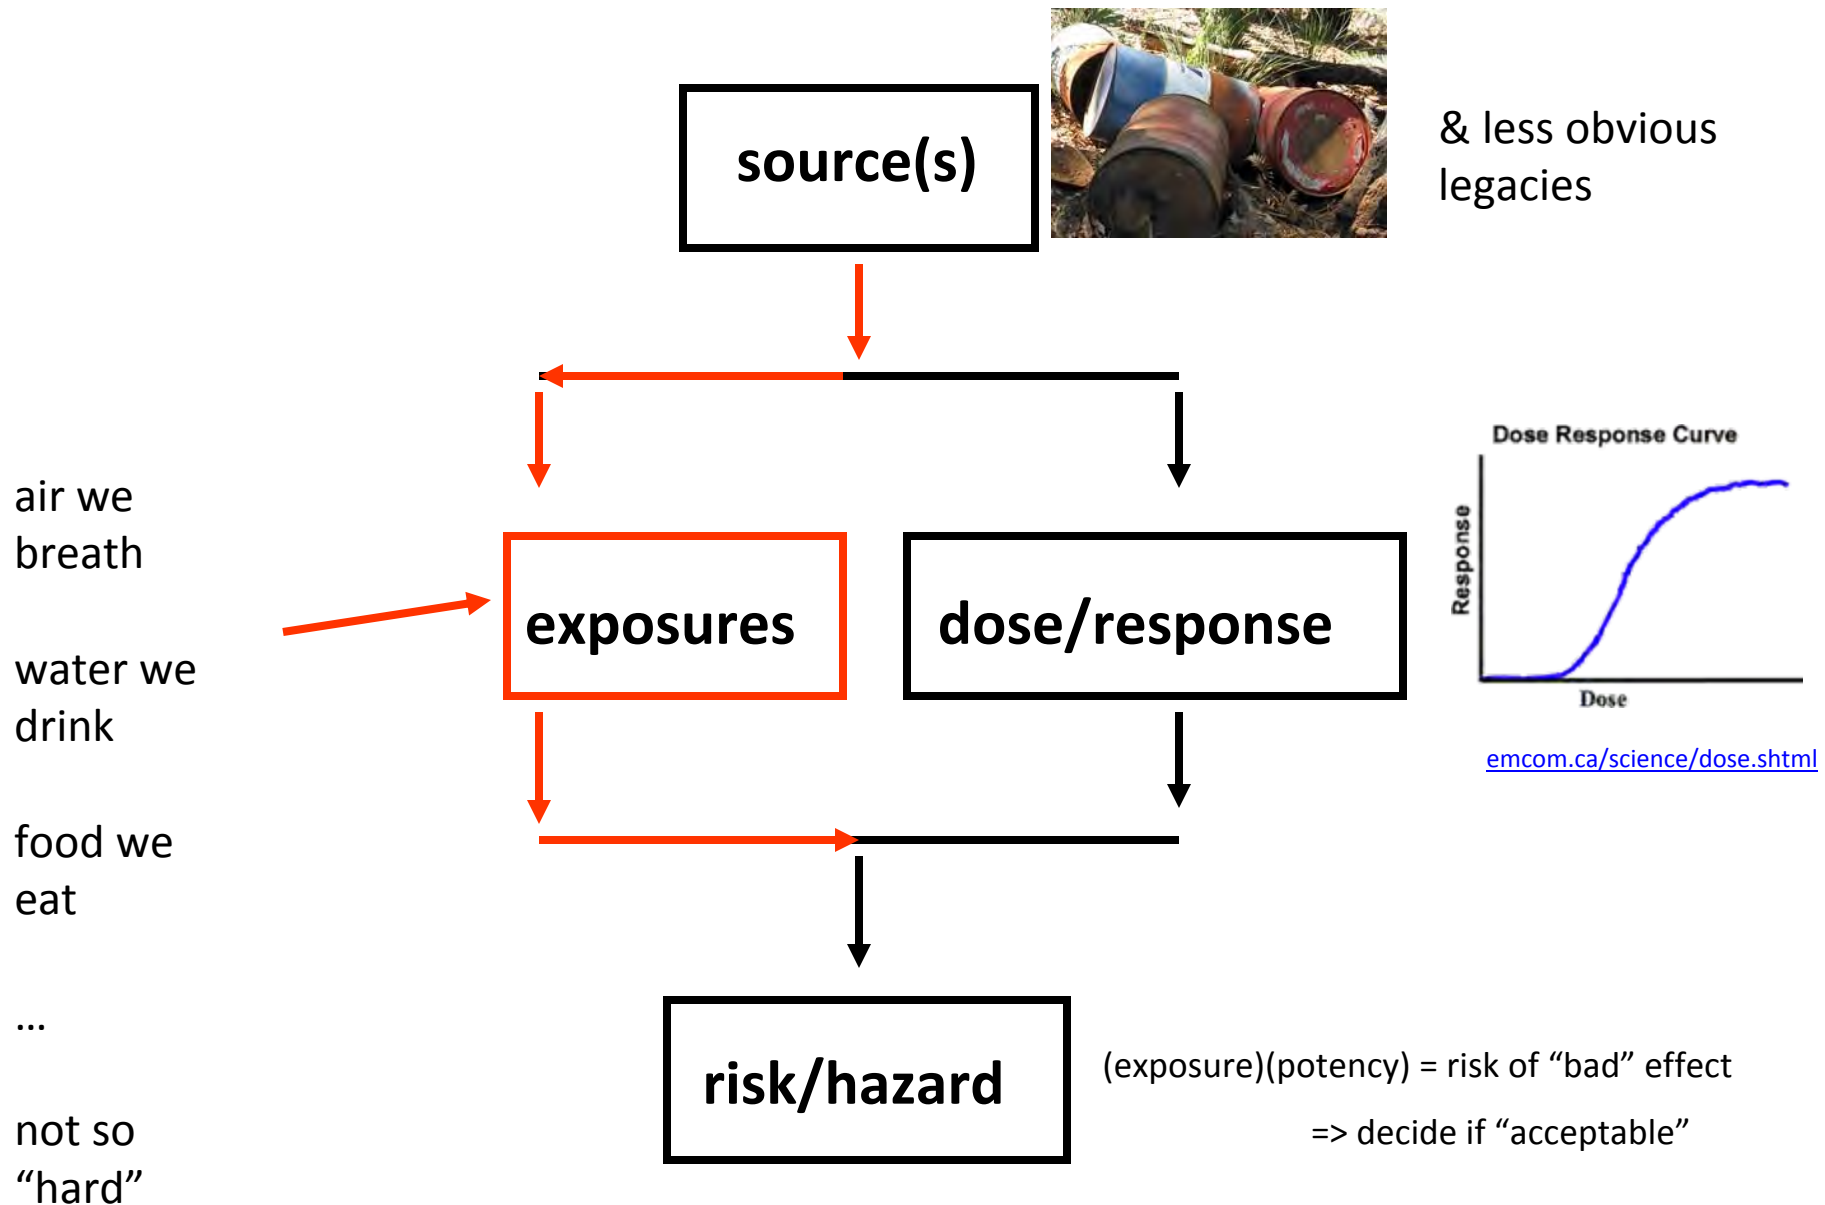 source(s)
& less obvious
legacies
air we
breath
water we
drink
food we
eat
...
not so
“hard”
exposures
dose/response
Dose Response Curve
Response
Dose
emcom.ca/science/dose.shtml
risk/hazard
(exposure)(potency) = risk of “bad” effect
=> decide if “acceptable”